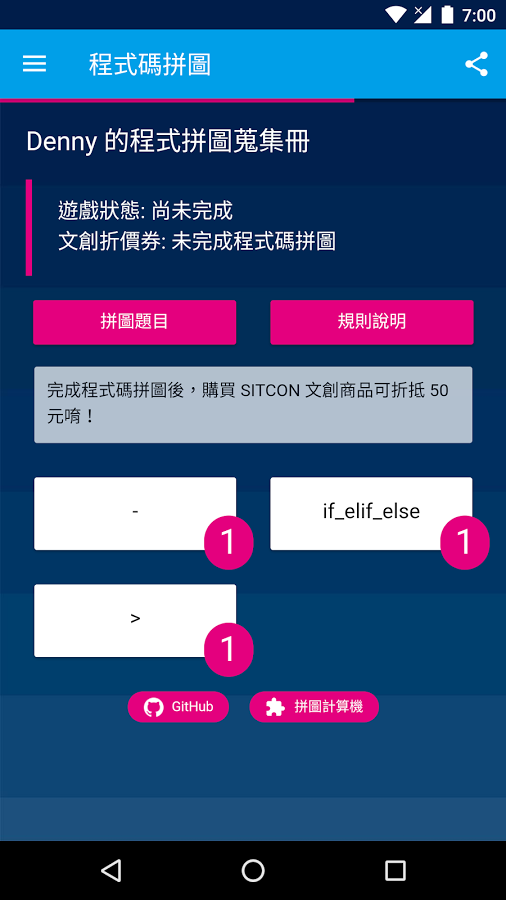 7:00
程式碼拼圖
Denny 的程式拼圖蒐集冊
遊戲狀態: 尚未完成
文創折價券: 未完成程式碼拼圖
拼圖題目
規則說明
完成程式碼拼圖後，購買 SITCON 文創商品可折抵 50
元唷！
-
1
if_elif_else
1
>
1
GitHub
拼圖計算機